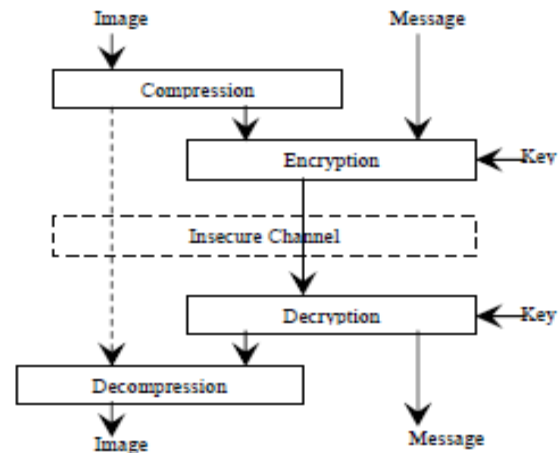 Image
Message
Compression
Encryption
Key
Insecure Channel
Decryption
Key
Decompression
Image
Message